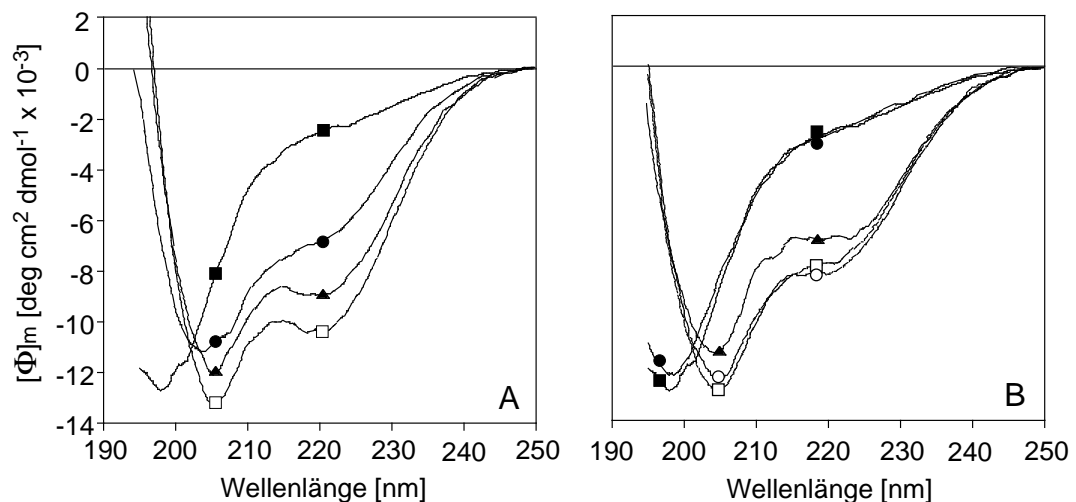 [Φ]m [deg cm² dmol⁻¹ x 10⁻³]
2
0
-2
-4
-6
-8
-10
-12
-14
190 200 210 220 230 240 250
Wellenlänge [nm]
A
190 200 210 220 230 240 250
Wellenlänge [nm]
B